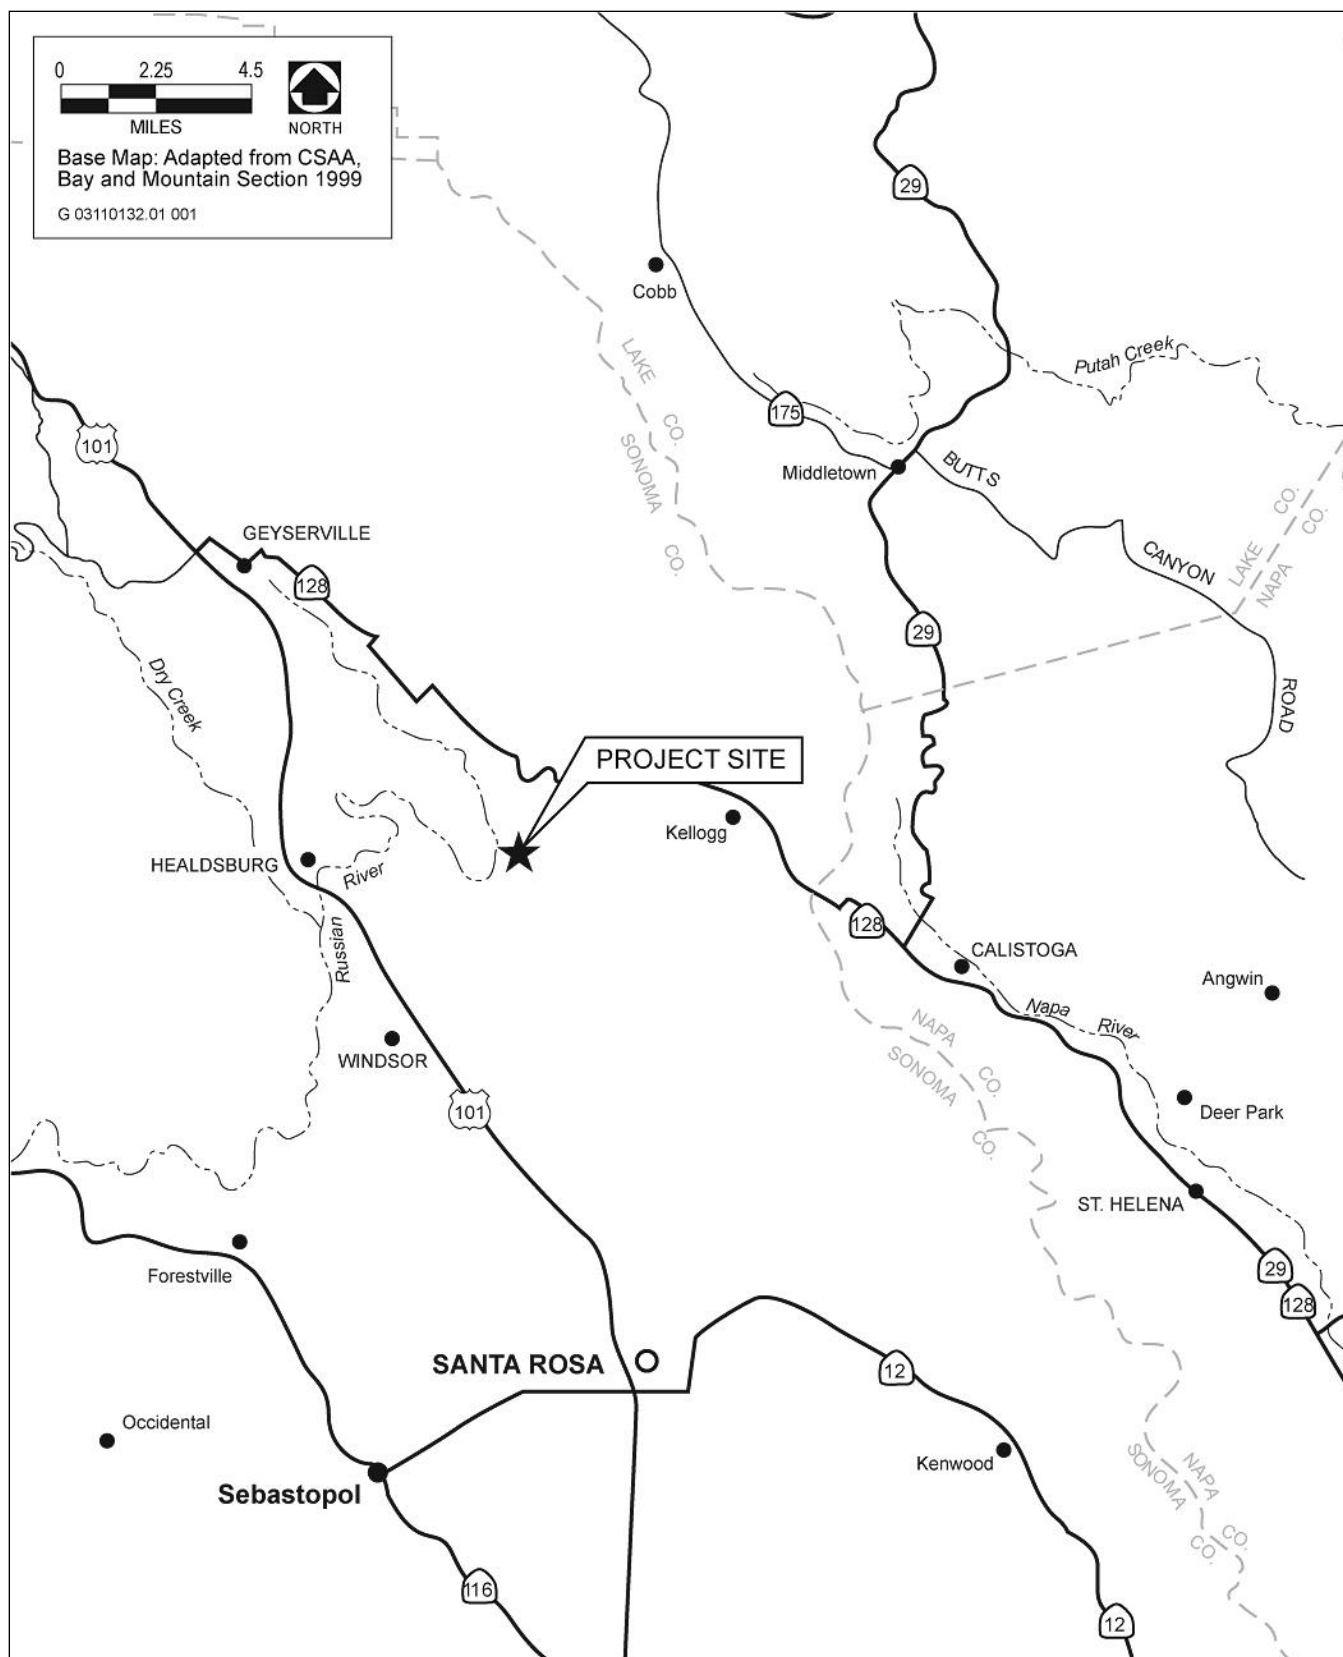 0 2.25 4.5
MILES
NORTH
Base Map: Adapted from CSAA,
Bay and Mountain Section 1999
G 03110132.01 001
29
Cobb
LAKE CO.
SONOMA CO.
Putah Creek
175
101
Middletown
BUTTS CANYON ROAD
LAKE CO.
NAPA CO.
GEYSERVILLE
128
29
Dry Creek
PROJECT SITE
Kellogg
HEALDSBURG
Russian River
128
CALISTOGA
Angwin
Napa River
NAPA CO.
SONOMA CO.
WINDSOR
101
Deer Park
ST. HELENA
Forestville
29
128
SANTA ROSA
12
Occidental
Kenwood
Sebastopol
NAPA CO.
SONOMA CO.
116
12